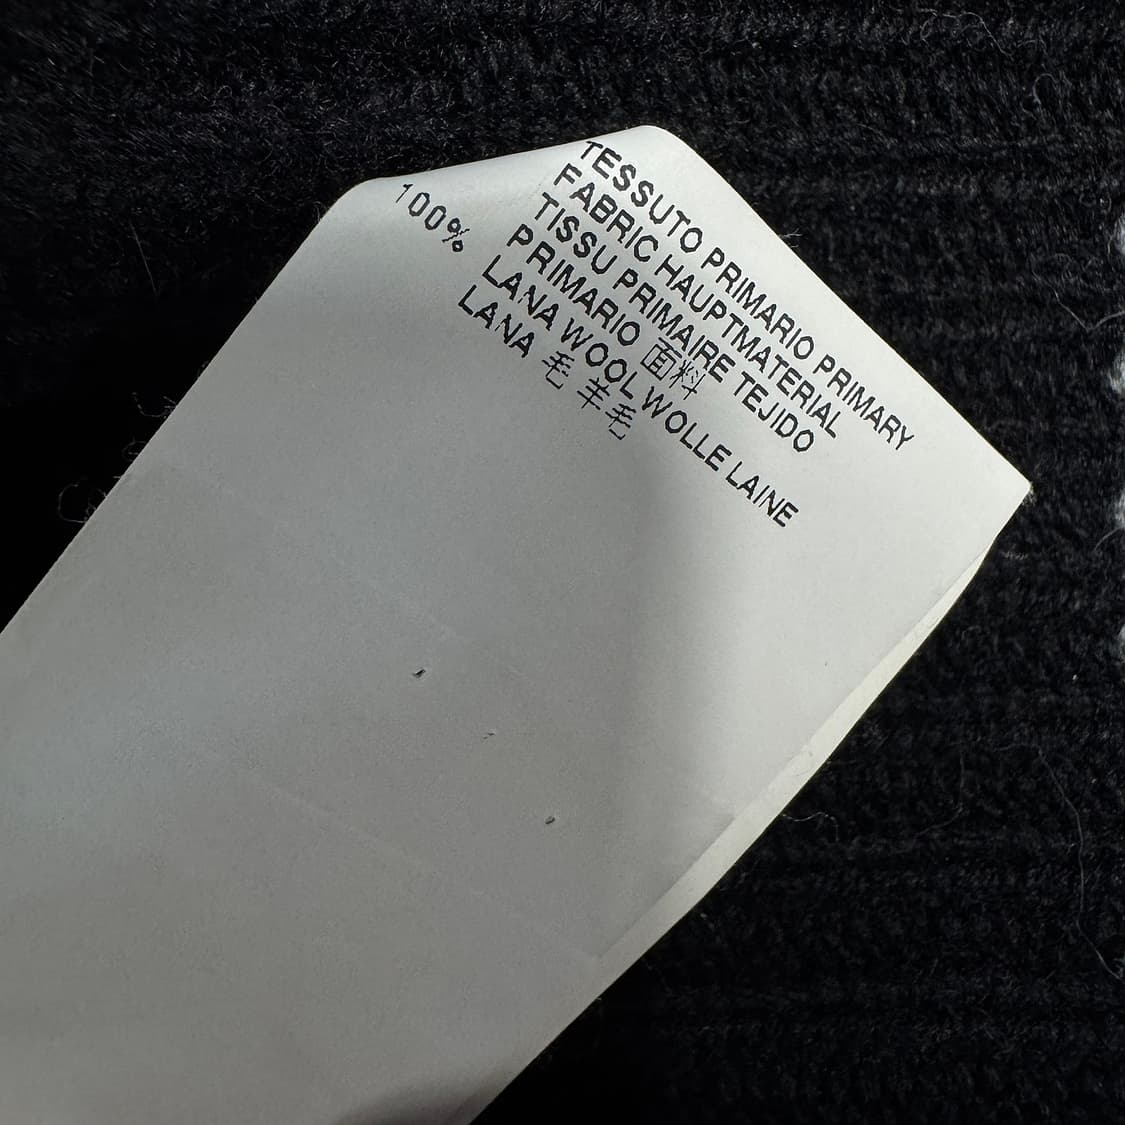 TESSUTO PRIMARIO PRIMARY
FABRIC HAUPTMATERIAL
TISSU PRIMAIRE TEJIDO
PRIMARIO 面料
100% LANA WOOL WOLLE LAINE
LANA 毛 羊毛